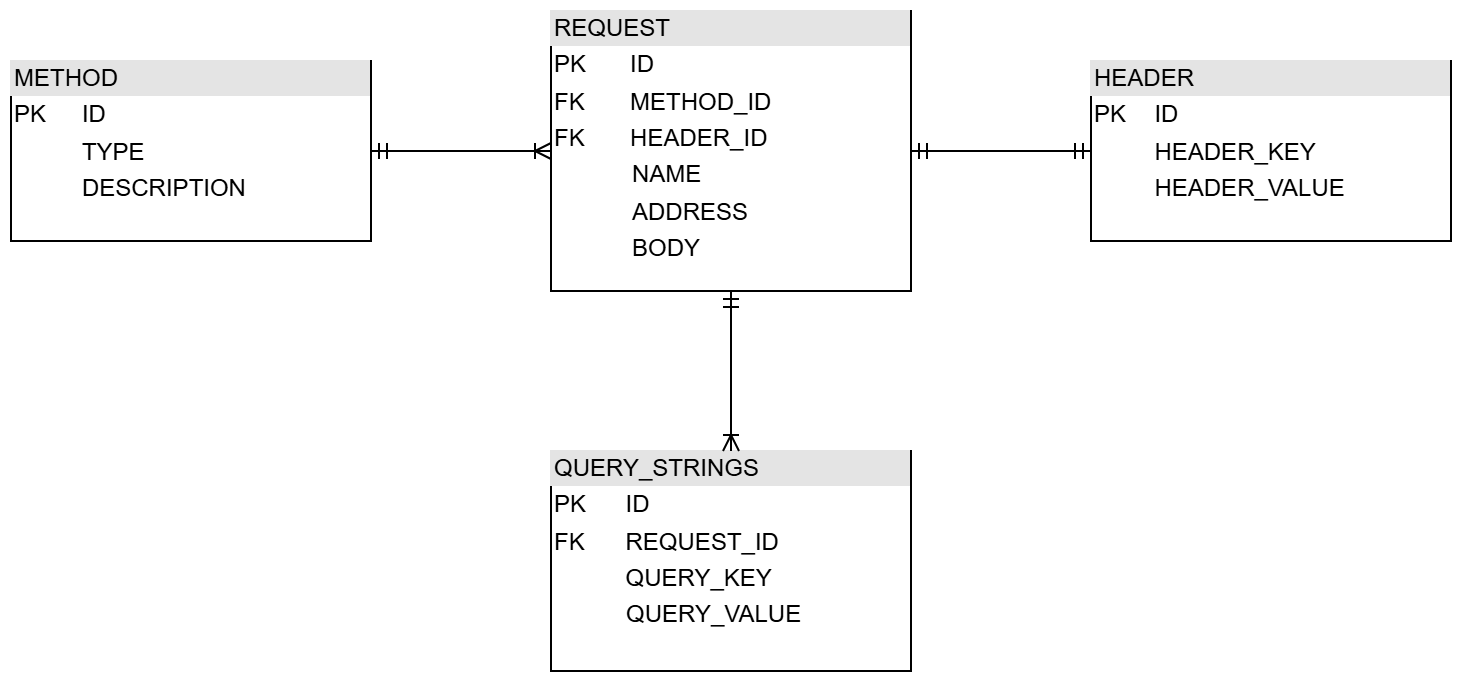 METHOD
PK ID
TYPE
DESCRIPTION
REQUEST
PK ID
FK METHOD_ID
FK HEADER_ID
NAME
ADDRESS
BODY
HEADER
PK ID
HEADER_KEY
HEADER_VALUE
QUERY_STRINGS
PK ID
FK REQUEST_ID
QUERY_KEY
QUERY_VALUE